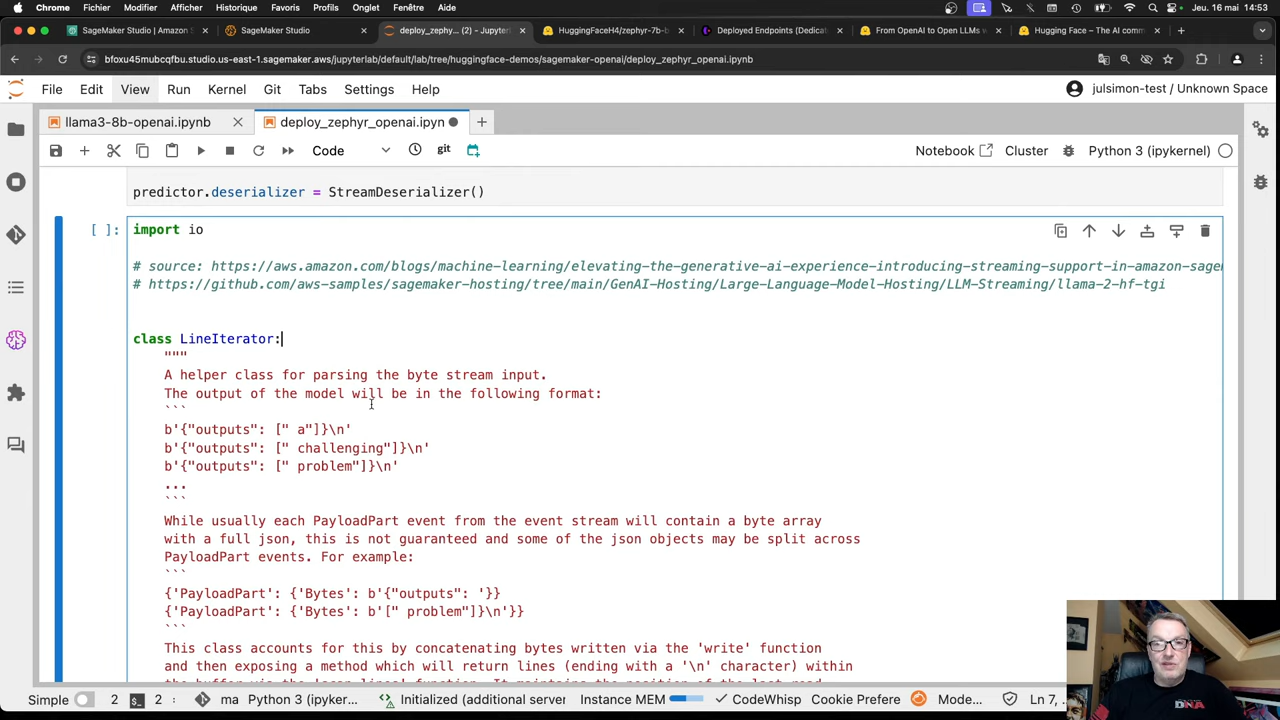 Chrome Fichier Modifier Afficher Historique Favoris Profils Onglet Fenêtre Aide Jeu. 16 mai 14:53
SageMaker Studio | Amazon S
SageMaker Studio
deploy_zephy... (2) - Jupyterl
HuggingFaceH4/zephyr-7b-b
Deployed Endpoints (Dedicat
From OpenAI to Open LLMs w
Hugging Face – The AI comm
bfoxu45mubcqfbu.studio.us-east-1.sagemaker.aws/jupyterlab/default/lab/tree/huggingface-demos/sagemaker-openai/deploy_zephyr_openai.ipynb
File Edit View Run Kernel Git Tabs Settings Help julsimon-test / Unknown Space
llama3-8b-openai.ipynb
deploy_zephyr_openai.ipyn
Code git Notebook Cluster Python 3 (ipykernel)
predictor.deserializer = StreamDeserializer()
[ ]: import io
# source: https://aws.amazon.com/blogs/machine-learning/elevating-the-generative-ai-experience-introducing-streaming-support-in-amazon-sagem
# https://github.com/aws-samples/sagemaker-hosting/tree/main/GenAI-Hosting/Large-Language-Model-Hosting/LLM-Streaming/llama-2-hf-tgi
class LineIterator:
"""
A helper class for parsing the byte stream input.
The output of the model will be in the following format:
```
b'{"outputs": [" a"]}\n'
b'{"outputs": [" challenging"]}\n'
b'{"outputs": [" problem"]}\n'
...
```
While usually each PayloadPart event from the event stream will contain a byte array
with a full json, this is not guaranteed and some of the json objects may be split across
PayloadPart events. For example:
```
{'PayloadPart': {'Bytes': b'{"outputs": '}}
{'PayloadPart': {'Bytes': b'[" problem"]}\n'}}
```
This class accounts for this by concatenating bytes written via the 'write' function
and then exposing a method which will return lines (ending with a '\n' character) within
Simple 2 2 ma Python 3 (ipyker... Initialized (additional server Instance MEM CodeWhisp Cookie Prefere Mode... Ln 7,